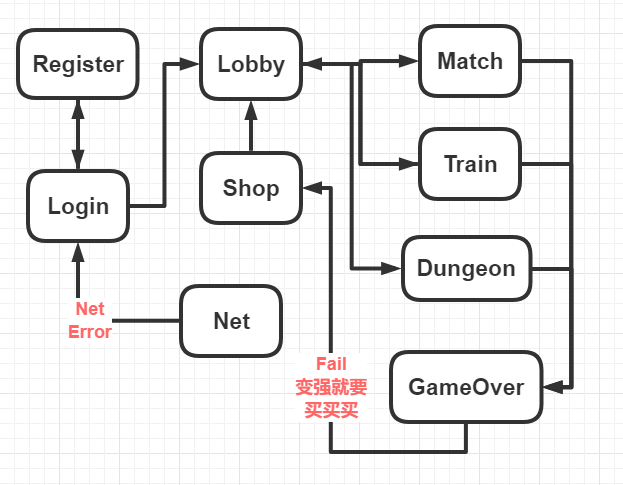 Register
Lobby
Match
Train
Shop
Login
Dungeon
Net
Net
Error
Fail
变强就要
买买买
GameOver